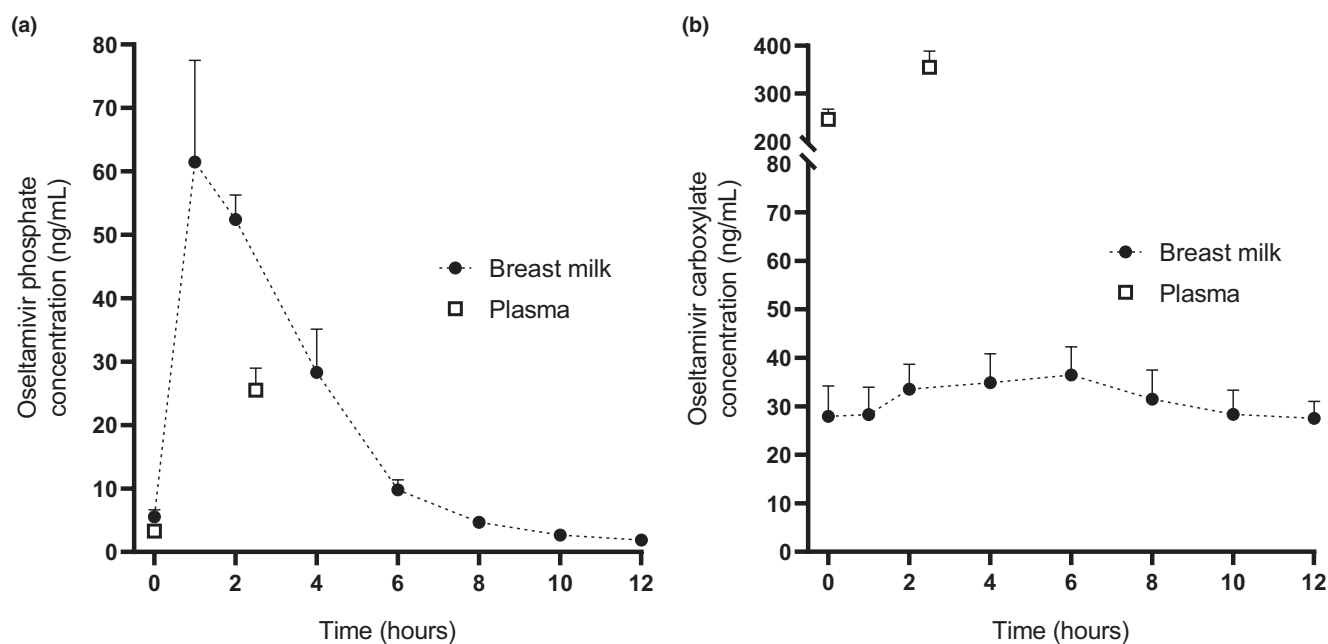 (a)
Oseltamivir phosphate
concentration (ng/mL)
80
70
60
50
40
30
20
10
0
0 2 4 6 8 10 12
Time (hours)
Breast milk
Plasma
(b)
Oseltamivir carboxylate
concentration (ng/mL)
400
300
200
80
70
60
50
40
30
20
10
0
0 2 4 6 8 10 12
Time (hours)
Breast milk
Plasma